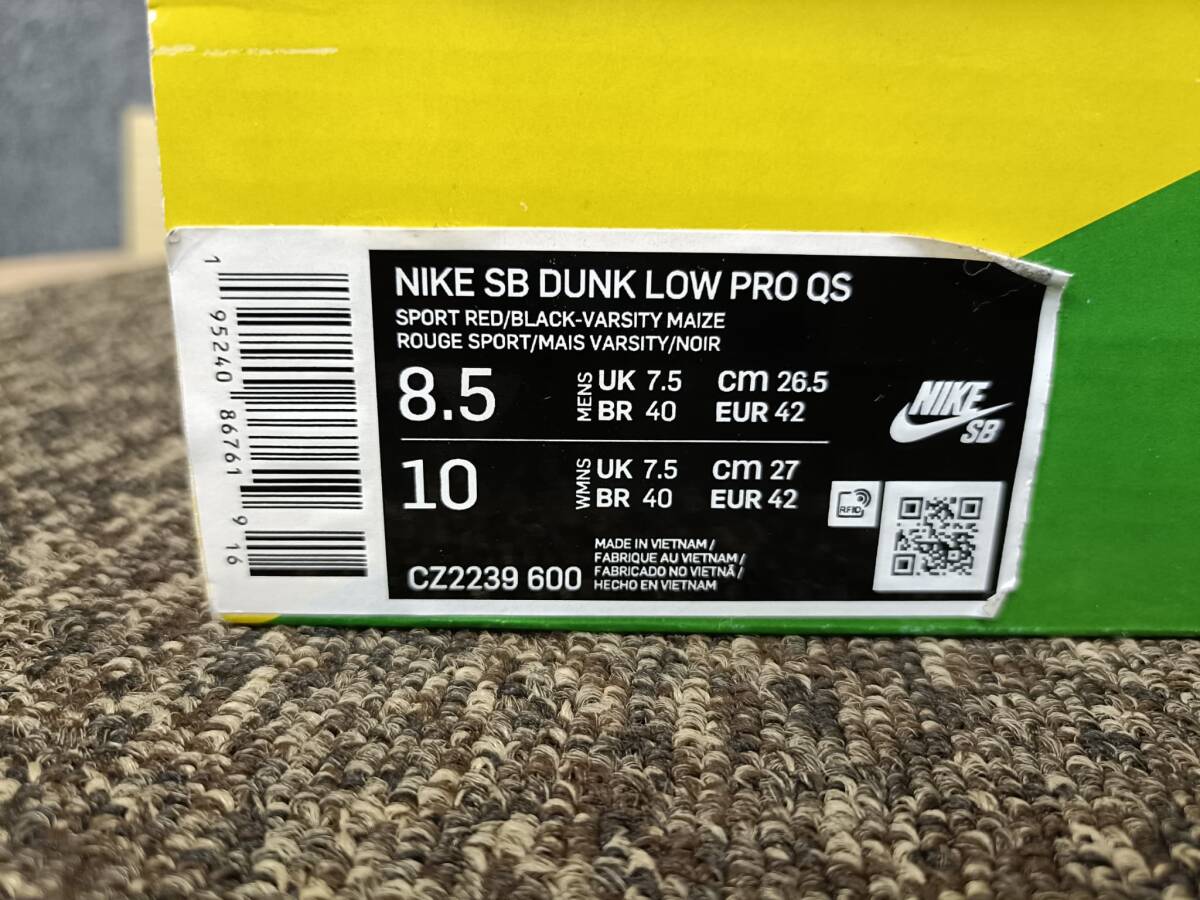 1 95240 86761 9 16
NIKE SB DUNK LOW PRO QS
SPORT RED/BLACK-VARSITY MAIZE
ROUGE SPORT/MAIS VARSITY/NOIR
8.5 MENS UK 7.5 cm 26.5
BR 40 EUR 42
10 WMNS UK 7.5 cm 27
BR 40 EUR 42
CZ2239 600
MADE IN VIETNAM /
FABRIQUE AU VIETNAM /
FABRICADO NO VIETNÃ /
HECHO EN VIETNAM
NIKE
SB
RFID